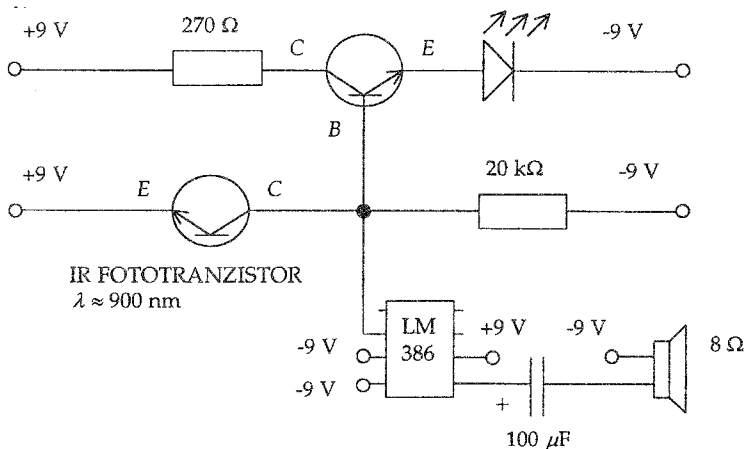 +9 V
270 Ω
C
E
-9 V
B
+9 V
E
C
20 kΩ
-9 V
IR FOTOTRANZISTOR
λ ≈ 900 nm
LM
386
+9 V
-9 V
-9 V
-9 V
8 Ω
+
100 μF